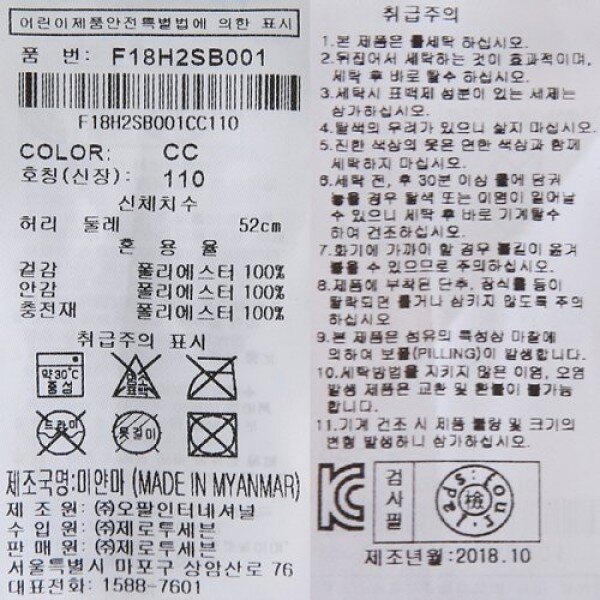 어린이제품안전특별법에 의한 표시
품 번: F18H2SB001
F18H2SB001CC110
COLOR: CC
호칭(신장): 110
신체치수
허리 둘레 52cm
혼 용 율
겉감 폴리에스터 100%
안감 폴리에스터 100%
충전재 폴리에스터 100%
취급주의 표시
약30℃
중성
염소
표백
드라이
물걸이
제조국명:미얀마 (MADE IN MYANMAR)
제 조 원 : ㈜오팔인터네셔널
수 입 원 : ㈜제로투세븐
판 매 원 : ㈜제로투세븐
서울특별시 마포구 상암산로 76
대표전화: 1588-7601
취급주의
1.본 제품은 물세탁 하십시오.
2.뒤집어서 세탁하는 것이 효과적이며,
세탁 후 바로 탈수 하십시오.
3.세탁시 표백제 성분이 있는 세제는
삼가하십시오.
4.탈색의 우려가 있으니 삶지 마십시오.
5.진한 색상의 옷은 연한 색상과 함께
세탁하지 마십시오.
6.세탁 전, 후 30분 이상 물에 담궈
놓을 경우 탈색 또는 이염이 일어날
수 있으니 세탁 후 바로 기계탈수
하여 건조하십시오.
7.화기에 가까이 할 경우 불길이 옮겨
붙을 수 있으므로 주의하십시오.
8.제품에 부착된 단추, 장식물 등이
탈락되면 물거나 삼키지 않도록 주의
하십시오
9.본 제품은 섬유의 특성상 마찰에
의하여 보풀(PILLING)이 발생합니다.
10.세탁방법을 지키지 않은 이염, 오염
발생 제품은 교환 및 환불이 불가능
합니다.
11.기계 건조 시 제품 물량 및 크기의
변형 발생하니 삼가하십시오.
검사필
檢
제조년월:2018.10